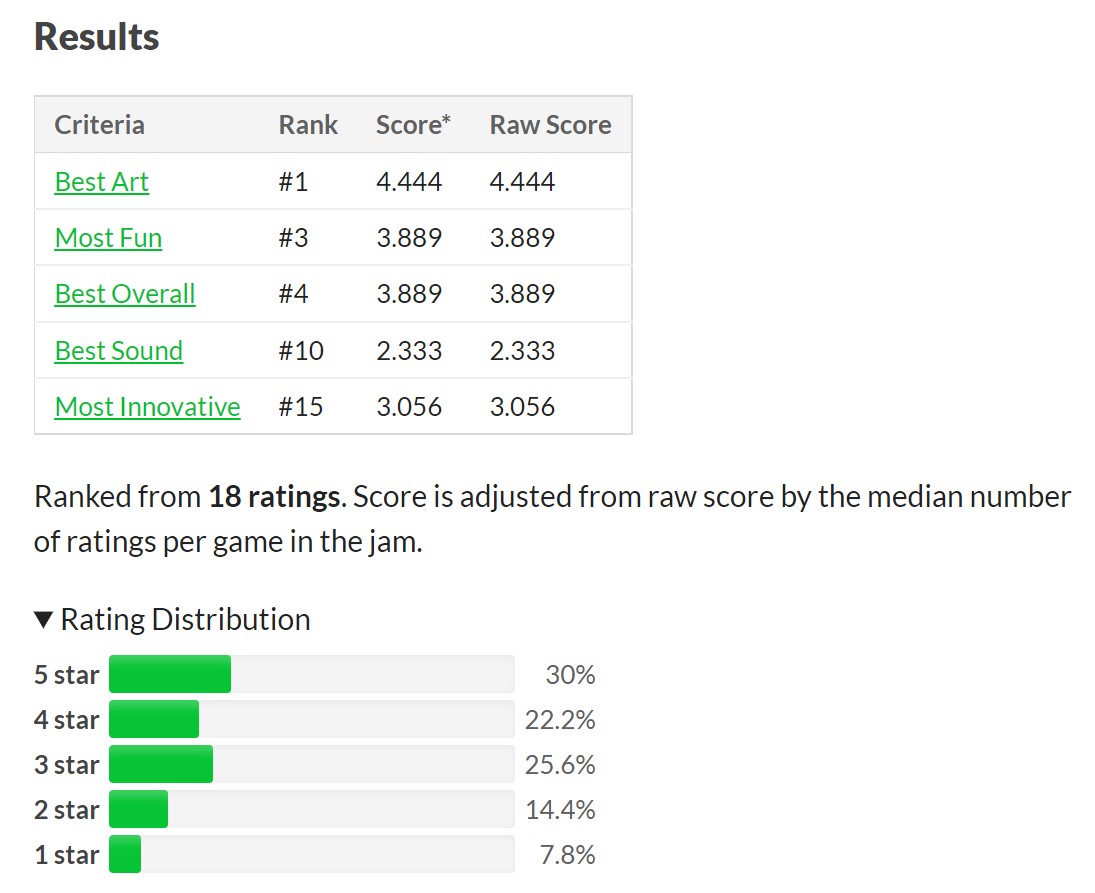 Results
Criteria Rank Score* Raw Score
Best Art #1 4.444 4.444
Most Fun #3 3.889 3.889
Best Overall #4 3.889 3.889
Best Sound #10 2.333 2.333
Most Innovative #15 3.056 3.056
Ranked from 18 ratings. Score is adjusted from raw score by the median number
of ratings per game in the jam.
▼ Rating Distribution
5 star 30%
4 star 22.2%
3 star 25.6%
2 star 14.4%
1 star 7.8%